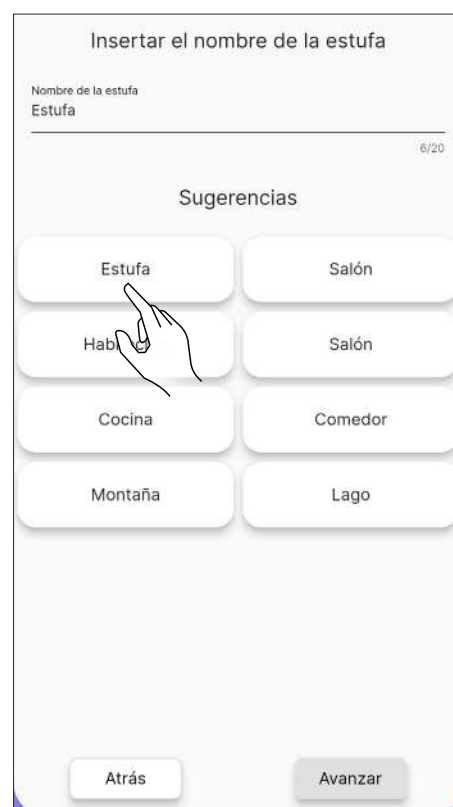 Insertar el nombre de la estufa
Nombre de la estufa
Estufa
6/20
Sugerencias
Estufa
Salón
Salón
Cocina
Comedor
Montaña
Lago
Atrás
Avanzar